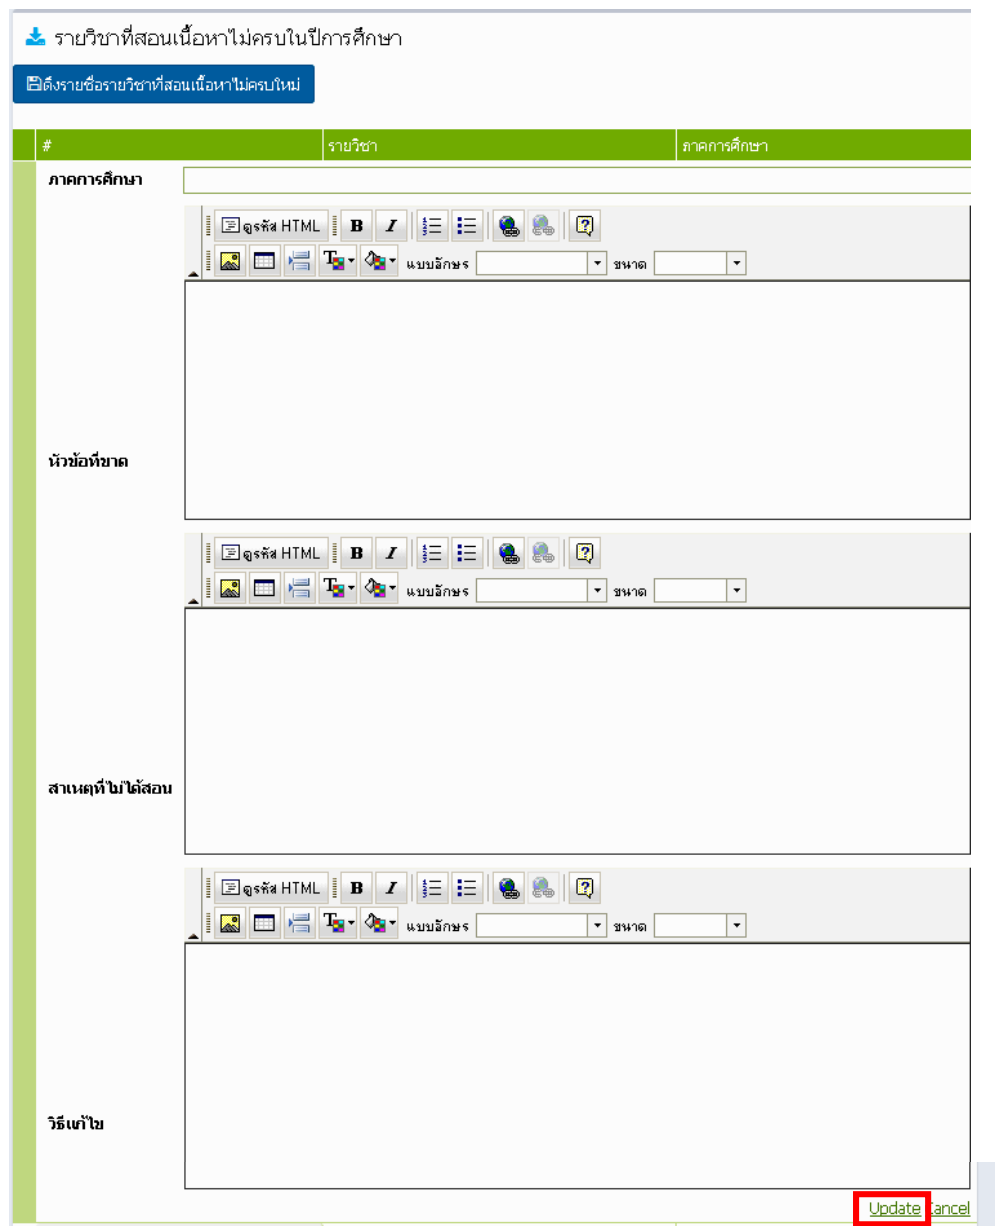 รายวิชาที่สอนเนื้อหาไม่ครบในปีการศึกษา
ดึงรายชื่อรายวิชาที่สอนเนื้อหาไม่ครบใหม่
# รายวิชา ภาคการศึกษา
ภาคการศึกษา
ดูรหัส HTML B I
แบบอักษร ขนาด
หัวข้อที่ขาด
ดูรหัส HTML B I
แบบอักษร ขนาด
สาเหตุที่ไม่ได้สอน
ดูรหัส HTML B I
แบบอักษร ขนาด
วิธีแก้ไข
Update Cancel